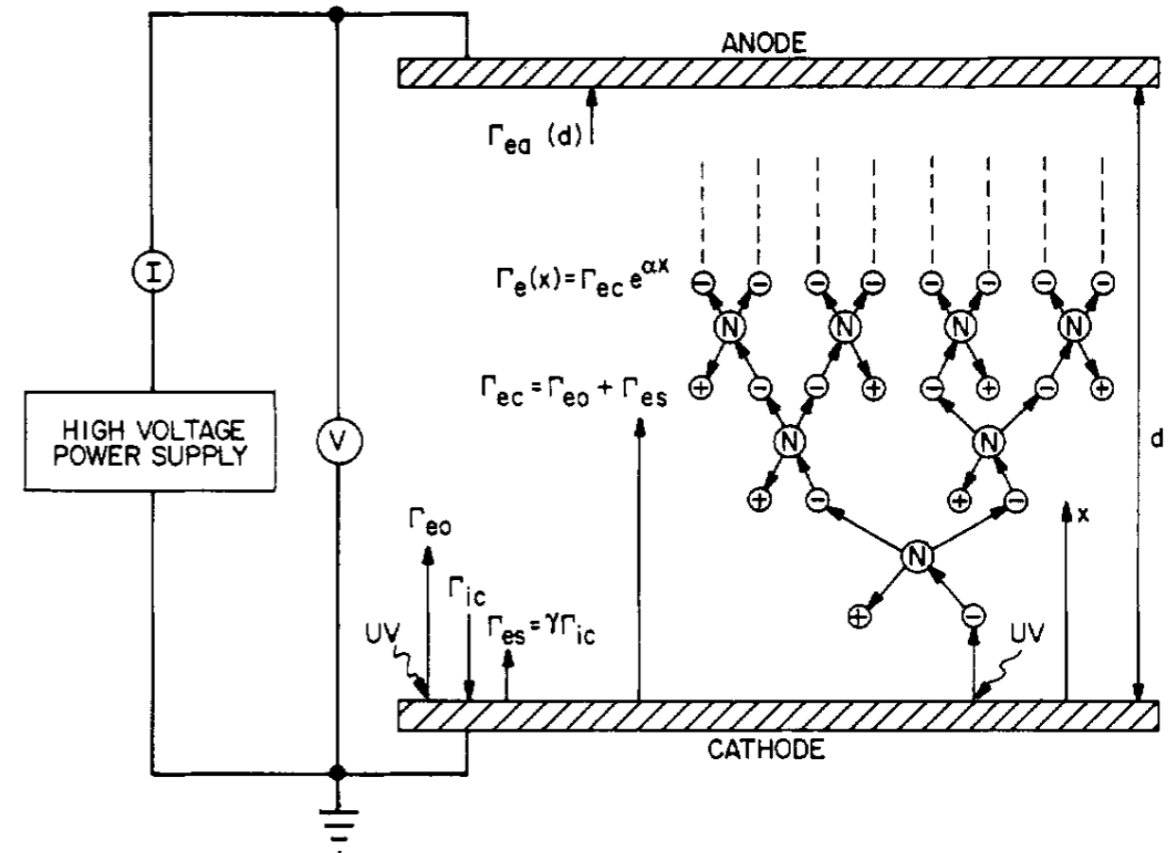 ANODE
Γea (d)
I
Γe(x)=Γec e^αx
− − − − − − − −
N N N N
Γec=Γeo + Γes
+ − − + − + − +
HIGH VOLTAGE
POWER SUPPLY
V
N N
d
+ − + −
x
Γeo
N
Γic
UV
Γes=γΓic
+ −
UV
CATHODE